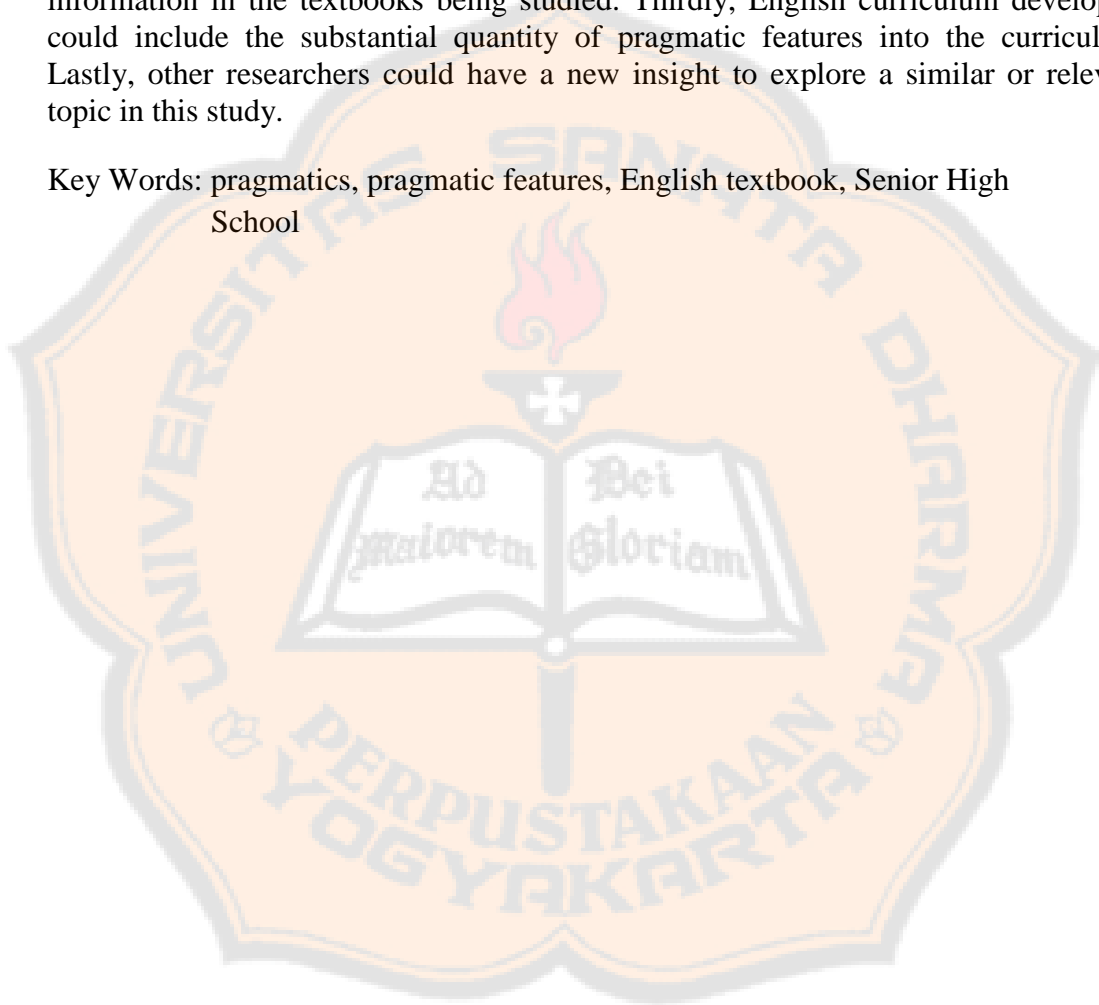 information in the textbooks being studied. Thirdly, English curriculum develop
could include the substantial quantity of pragmatic features into the curricul
Lastly, other researchers could have a new insight to explore a similar or relev
topic in this study.
Key Words: pragmatics, pragmatic features, English textbook, Senior High
School
UNIVERSITAS SANATA DHARMA
Ad
maiorem
Dei
Gloriam
PERPUSTAKAAN
YOGYAKARTA